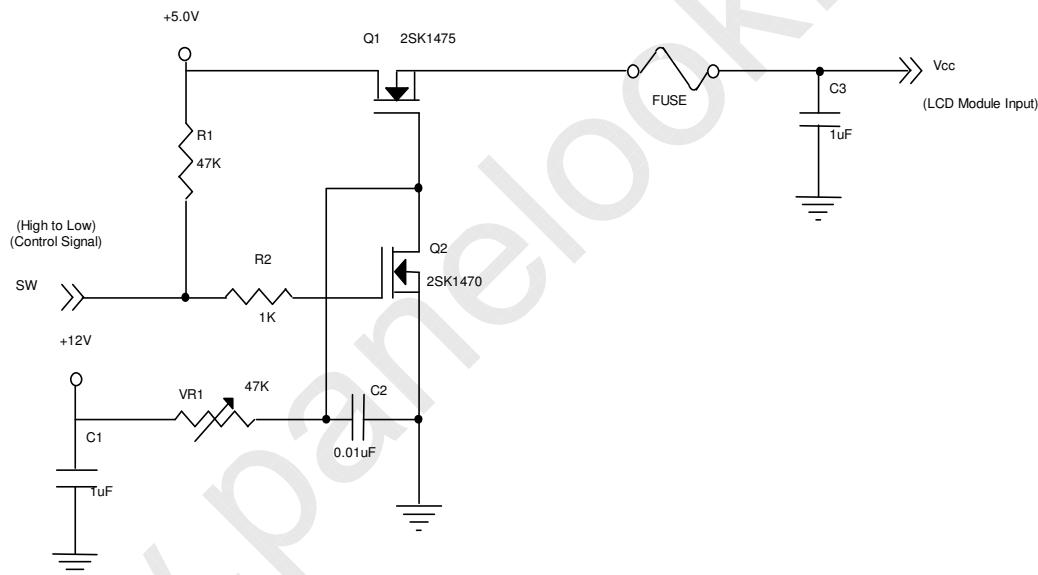 +5.0V
Q1 2SK1475
Vcc
FUSE
C3
(LCD Module Input)
R1
1uF
47K
(High to Low)
(Control Signal)
Q2
R2
SW
2SK1470
1K
+12V
VR1
47K
C2
C1
0.01uF
1uF
panelook